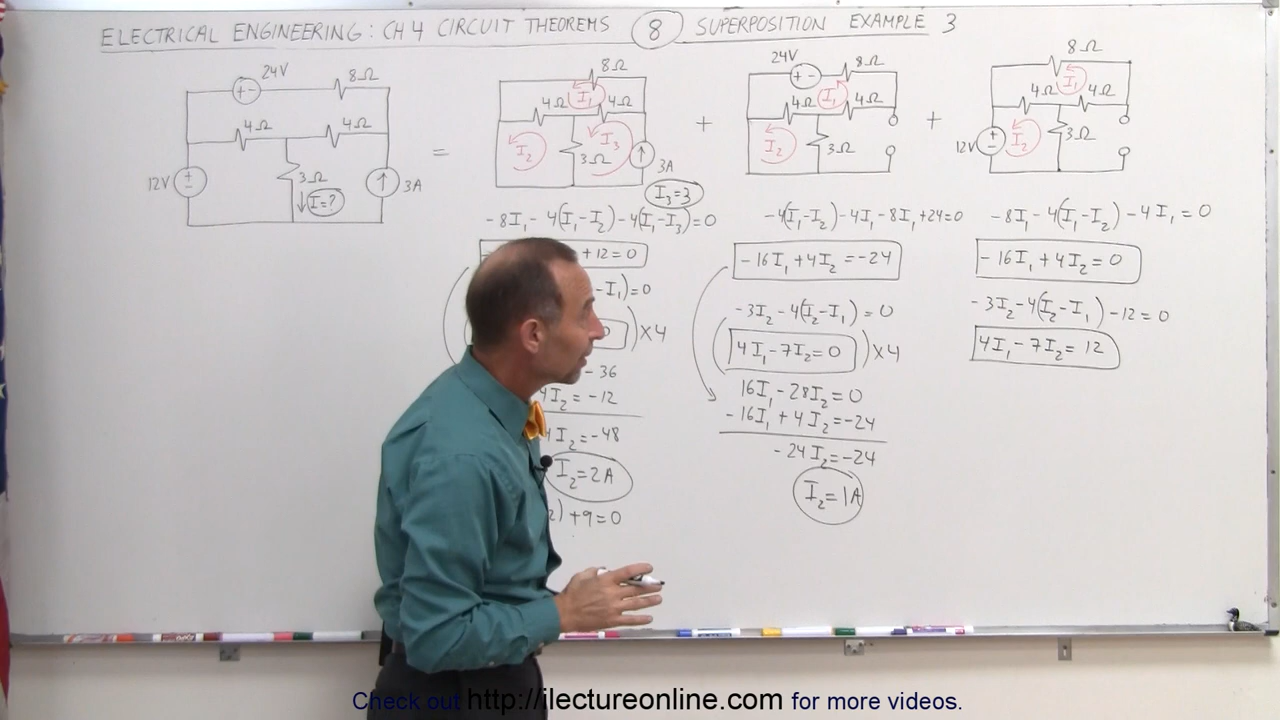 ELECTRICAL ENGINEERING: CH 4 CIRCUIT THEOREMS 8 SUPERPOSITION EXAMPLE 3
24V
8Ω
4Ω
4Ω
12V
3Ω
I=?
3A
=
8Ω
4Ω
I₁
4Ω
I₂
I₃
3Ω
3A
I₃=3
+
24V
8Ω
4Ω
I₁
4Ω
I₂
3Ω
+
8Ω
4Ω
I₁
4Ω
12V
I₂
3Ω
-8I₁-4(I₁-I₂)-4(I₁-I₃)=0
+12=0
-I₁)=0
)×4
-36
4I₂=-12
I₂=-48
I₂=2A
+9=0
-4(I₁-I₂)-4I₁-8I₁+24=0
-16I₁+4I₂=-24
-3I₂-4(I₂-I₁)=0
(4I₁-7I₂=0)×4
16I₁-28I₂=0
-16I₁+4I₂=-24
-24I₂=-24
I₂=1A
-8I₁-4(I₁-I₂)-4I₁=0
-16I₁+4I₂=0
-3I₂-4(I₂-I₁)-12=0
4I₁-7I₂=12
Check out http://ilectureonline.com for more videos.